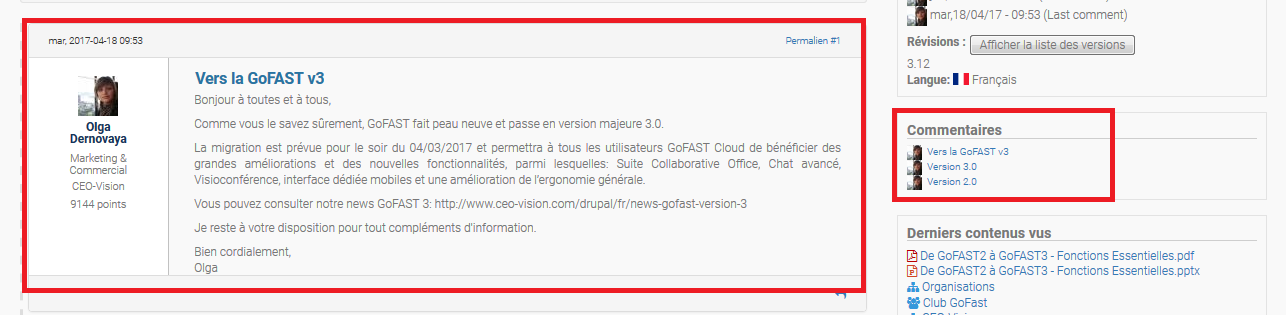 mar, 2017-04-18 09:53
Permalien #1
Olga
Dernovaya
Marketing &
Commercial
CEO-Vision
9144 points
Vers la GoFAST v3
Bonjour à toutes et à tous,
Comme vous le savez sûrement, GoFAST fait peau neuve et passe en version majeure 3.0.
La migration est prévue pour le soir du 04/03/2017 et permettra à tous les utilisateurs GoFAST Cloud de bénéficier des
grandes améliorations et des nouvelles fonctionnalités, parmi lesquelles: Suite Collaborative Office, Chat avancé,
Visioconférence, interface dédiée mobiles et une amélioration de l'ergonomie générale.
Vous pouvez consulter notre news GoFAST 3: http://www.ceo-vision.com/drupal/fr/news-gofast-version-3
Je reste à votre disposition pour tout compléments d'information.
Bien cordialement,
Olga
mar,18/04/17 - 09:53 (Last comment)
Révisions : Afficher la liste des versions
3.12
Langue: Français
Commentaires
Vers la GoFAST v3
Version 3.0
Version 2.0
Derniers contenus vus
De GoFAST2 à GoFAST3 - Fonctions Essentielles.pdf
De GoFAST2 à GoFAST3 - Fonctions Essentielles.pptx
Organisations
Club GoFast